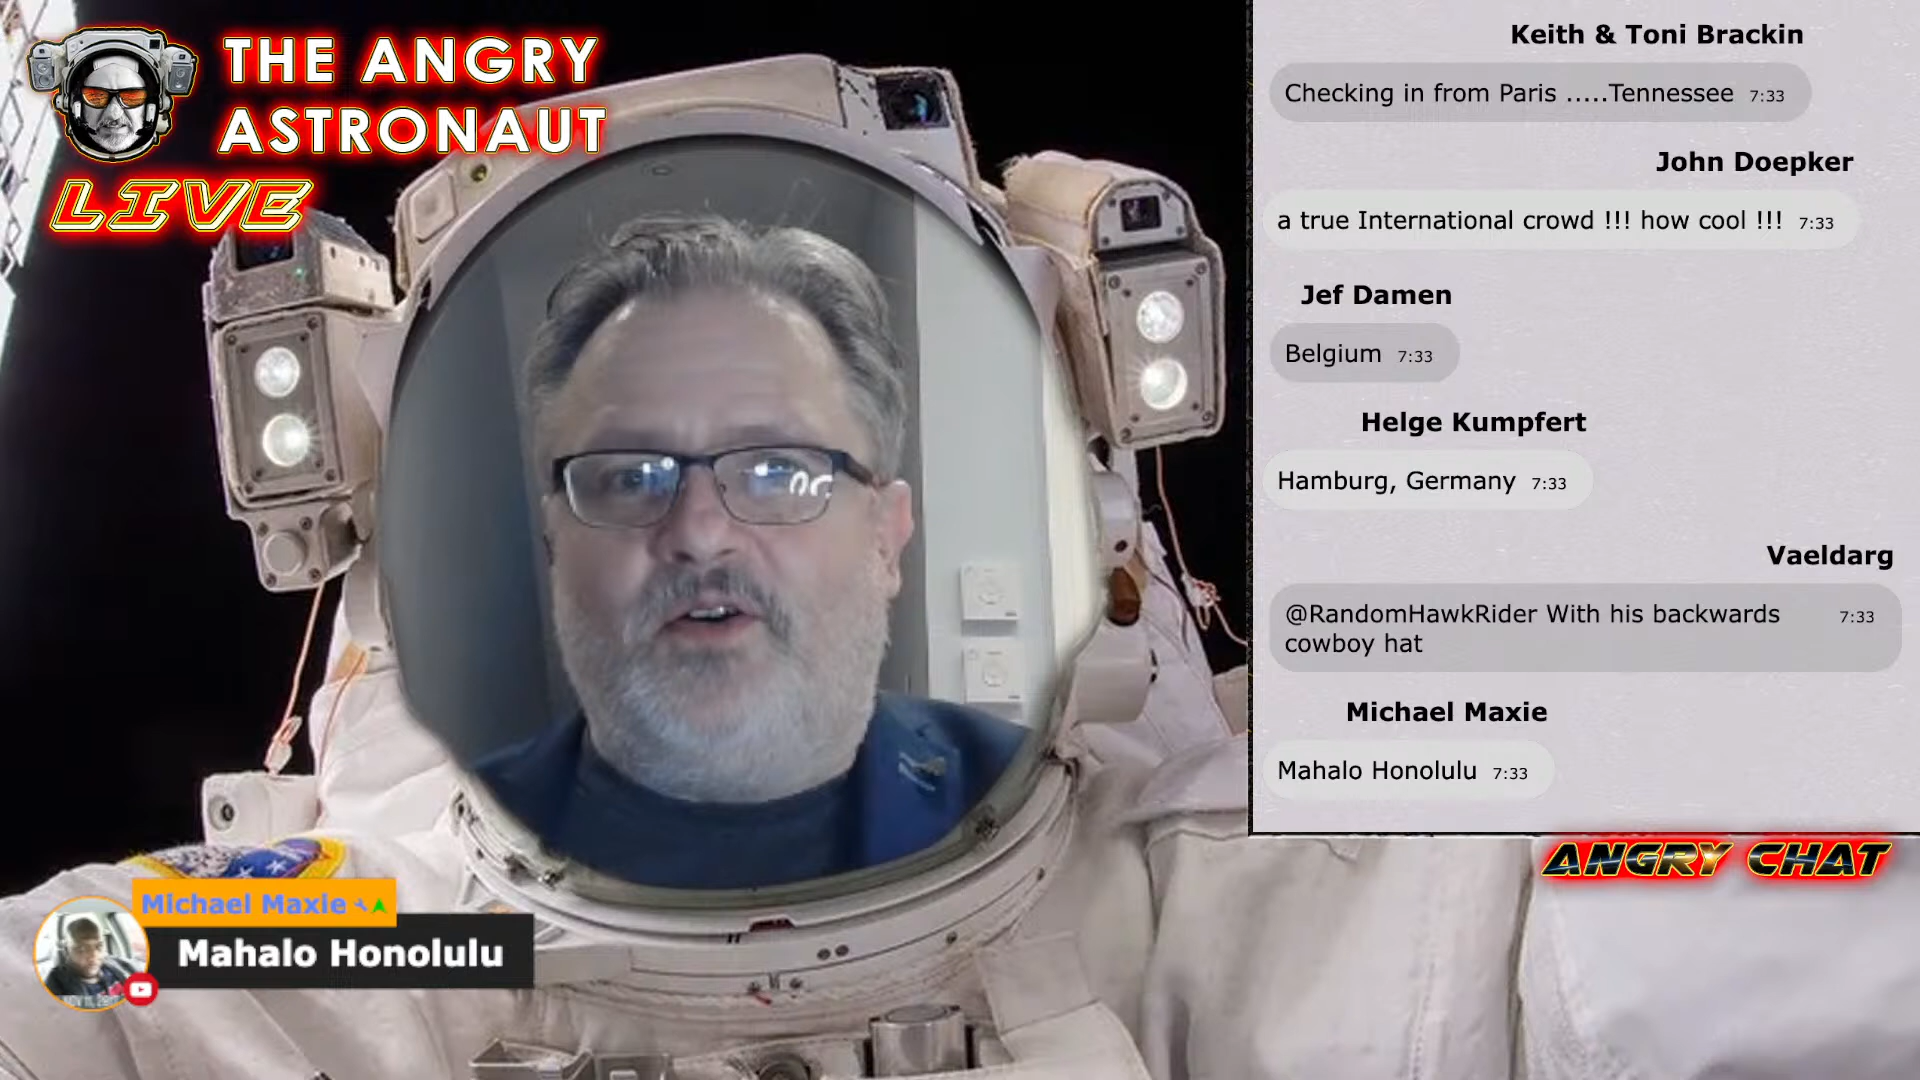 THE ANGRY
ASTRONAUT
LIVE
Keith & Toni Brackin
Checking in from Paris .....Tennessee 7:33
John Doepker
a true International crowd !!! how cool !!! 7:33
Jef Damen
Belgium 7:33
Helge Kumpfert
Hamburg, Germany 7:33
Vaeldarg
@RandomHawkRider With his backwards 7:33
cowboy hat
Michael Maxie
Mahalo Honolulu 7:33
ANGRY CHAT
Michael Maxie
Mahalo Honolulu